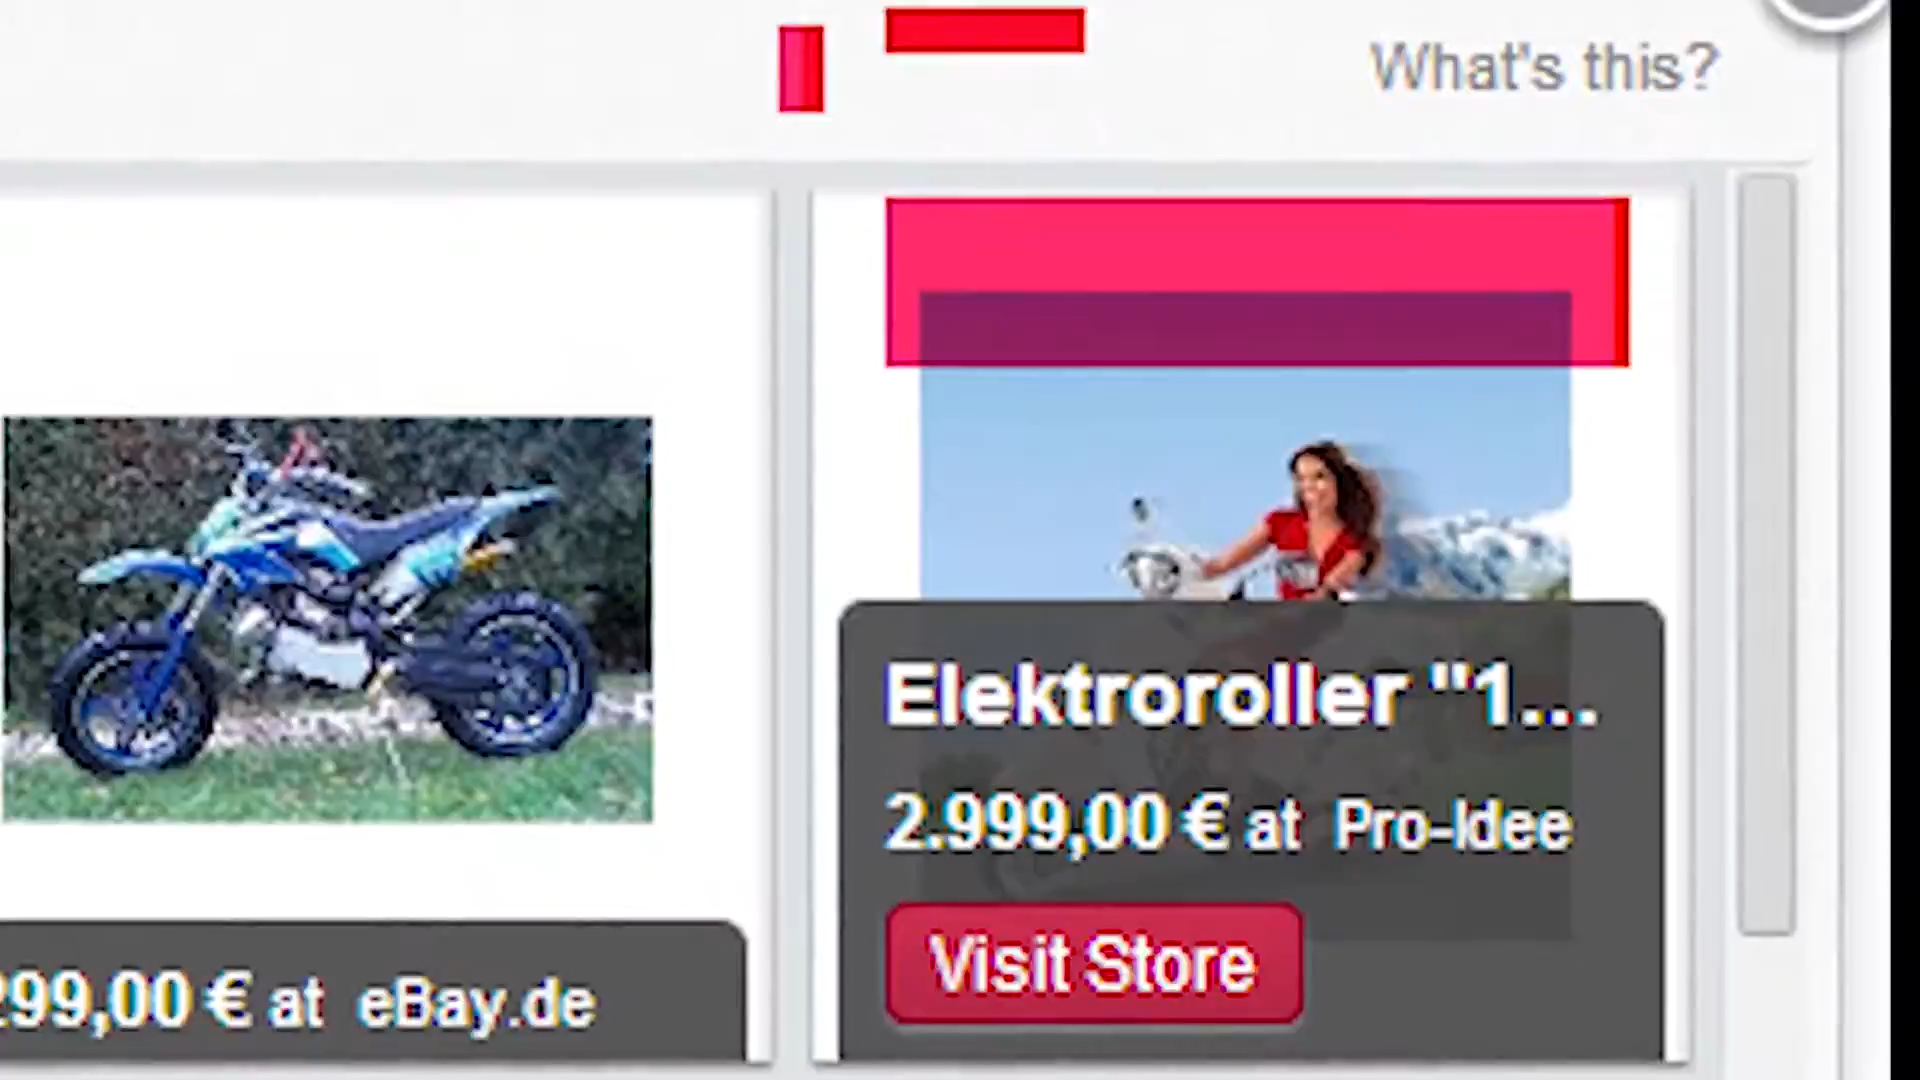 What's this?
Elektroroller "1...
2.999,00 € at Pro-Idee
Visit Store
299,00 € at eBay.de